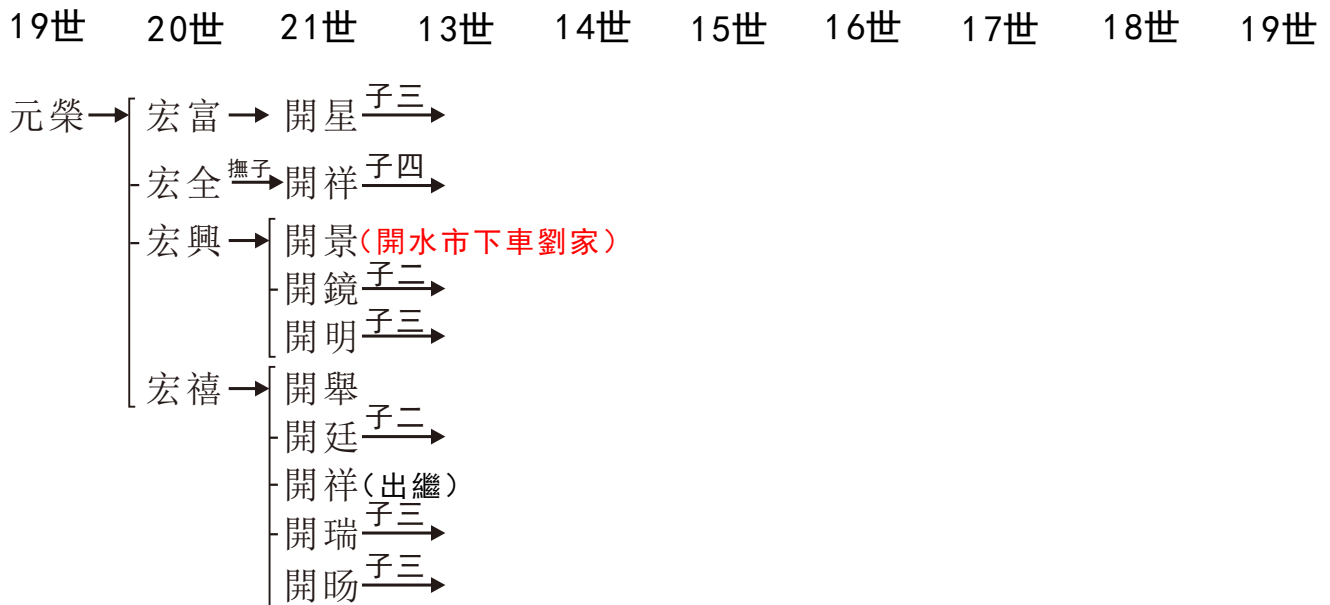 19世 20世 21世 13世 14世 15世 16世 17世 18世 19世
元榮 宏富 開星 子三
宏全 撫子 開祥 子四
宏興 開景(開水市下車劉家)
開鏡 子二
開明 子三
宏禧 開舉
開廷 子二
開祥(出繼)
開瑞 子三
開旸 子三